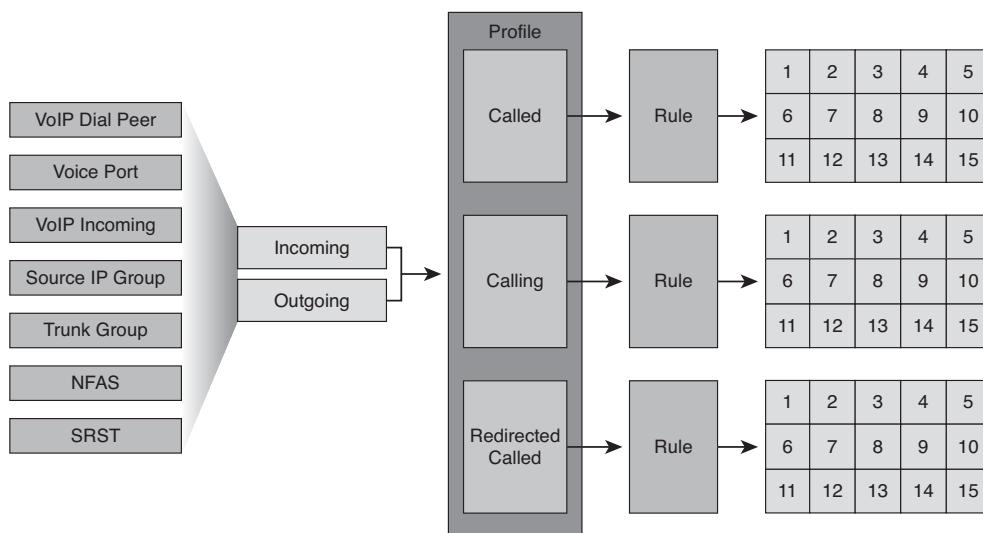 VoIP Dial Peer
Voice Port
VoIP Incoming
Source IP Group
Trunk Group
NFAS
SRST
Incoming
Outgoing
Profile
Called
Rule
1 2 3 4 5
6 7 8 9 10
11 12 13 14 15
Calling
Rule
1 2 3 4 5
6 7 8 9 10
11 12 13 14 15
Redirected
Called
Rule
1 2 3 4 5
6 7 8 9 10
11 12 13 14 15